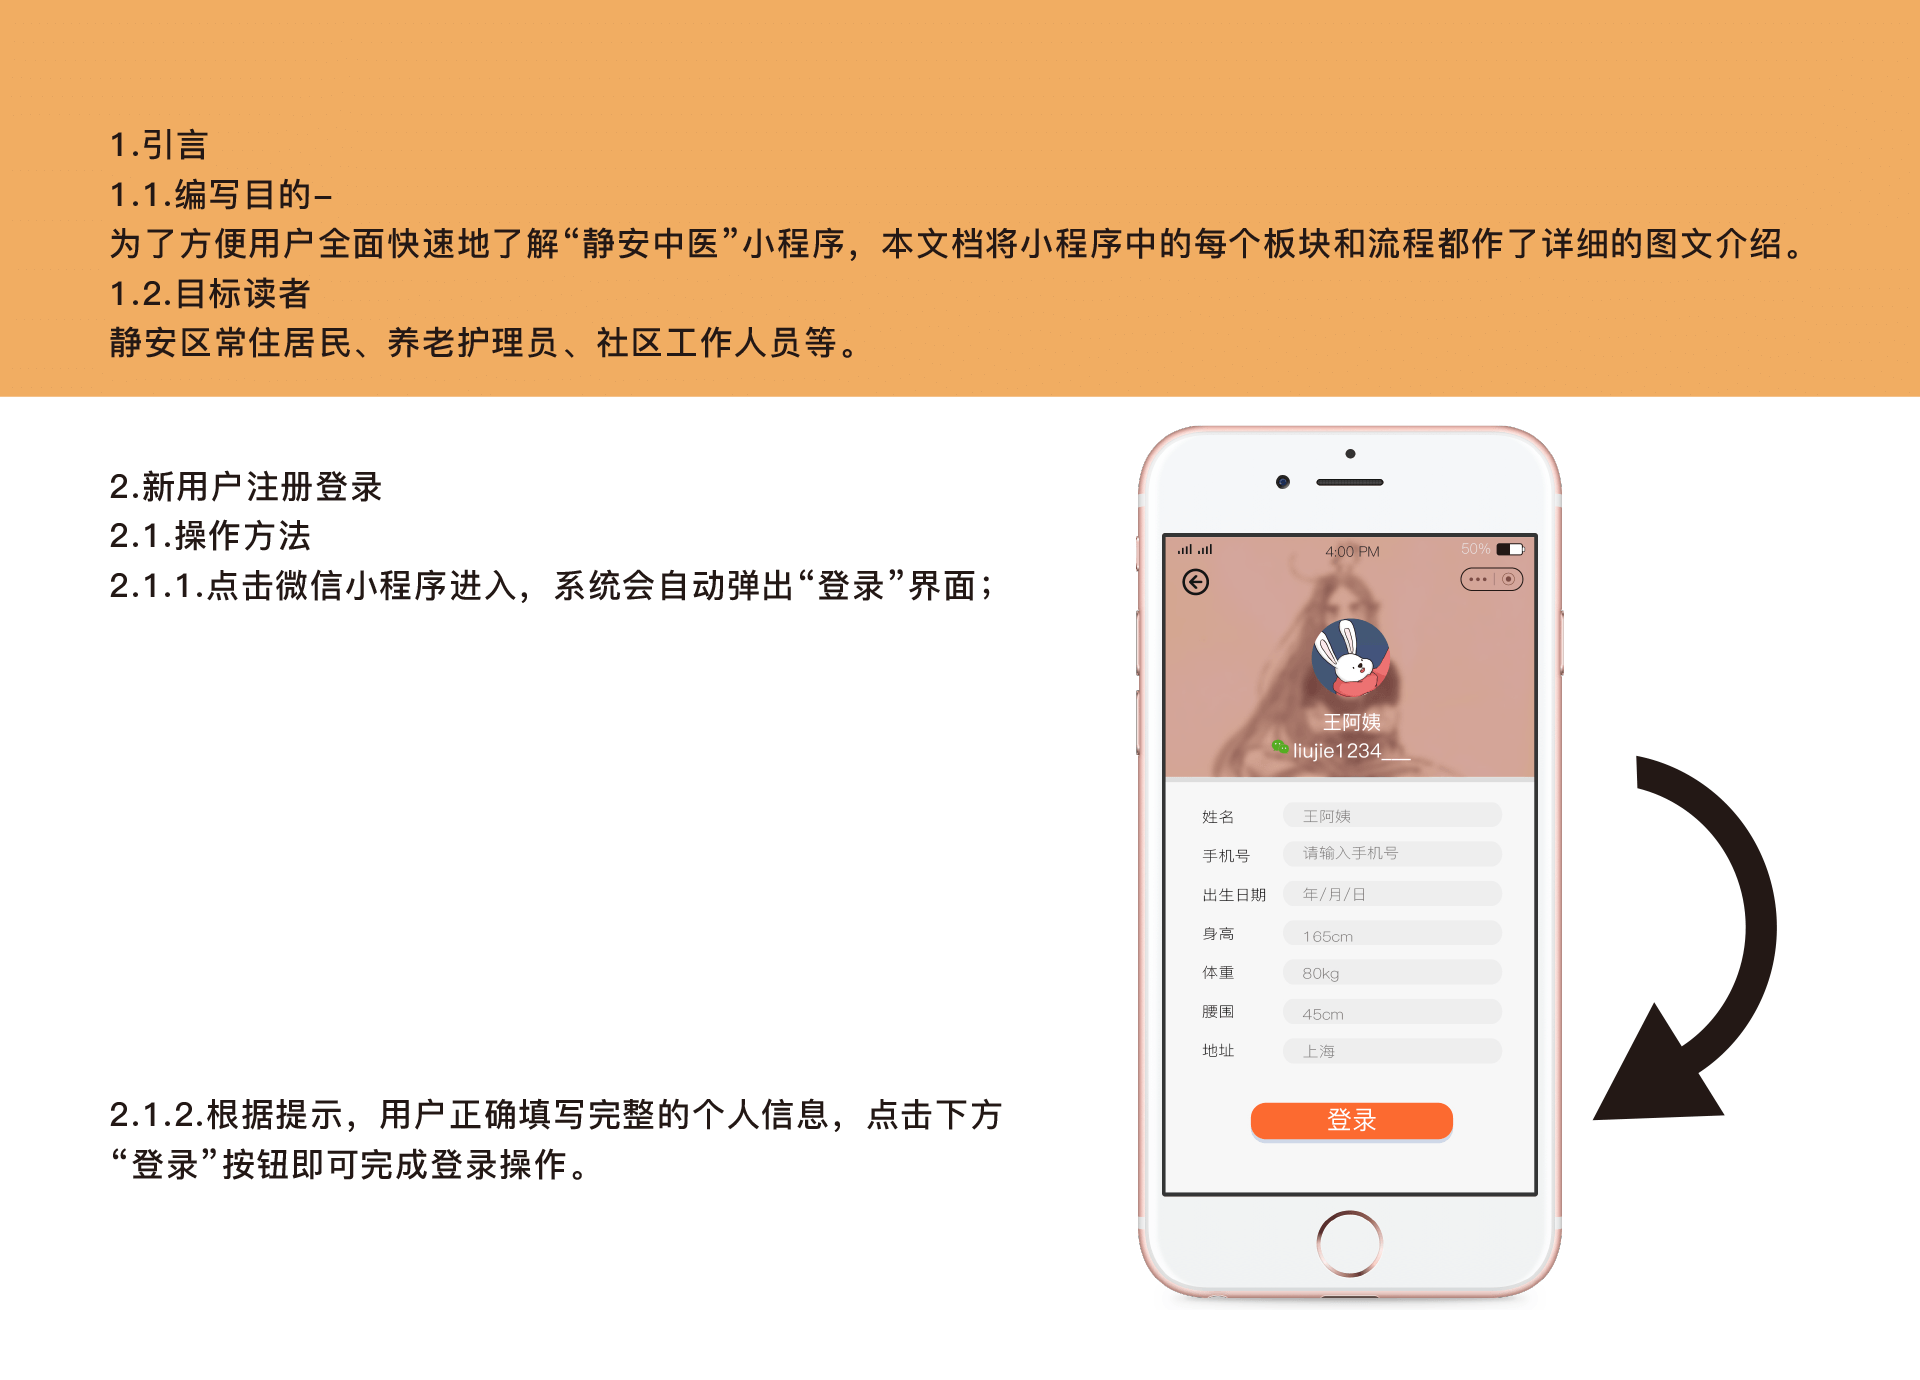 1.引言
1.1.编写目的–
为了方便用户全面快速地了解“静安中医”小程序，本文档将小程序中的每个板块和流程都作了详细的图文介绍。
1.2.目标读者
静安区常住居民、养老护理员、社区工作人员等。
2.新用户注册登录
2.1.操作方法
2.1.1.点击微信小程序进入，系统会自动弹出“登录”界面；
2.1.2.根据提示，用户正确填写完整的个人信息，点击下方
“登录”按钮即可完成登录操作。
4:00 PM
50%
王阿姨
liujie1234___
姓名 王阿姨
手机号 请输入手机号
出生日期 年/月/日
身高 165cm
体重 80kg
腰围 45cm
地址 上海
登录